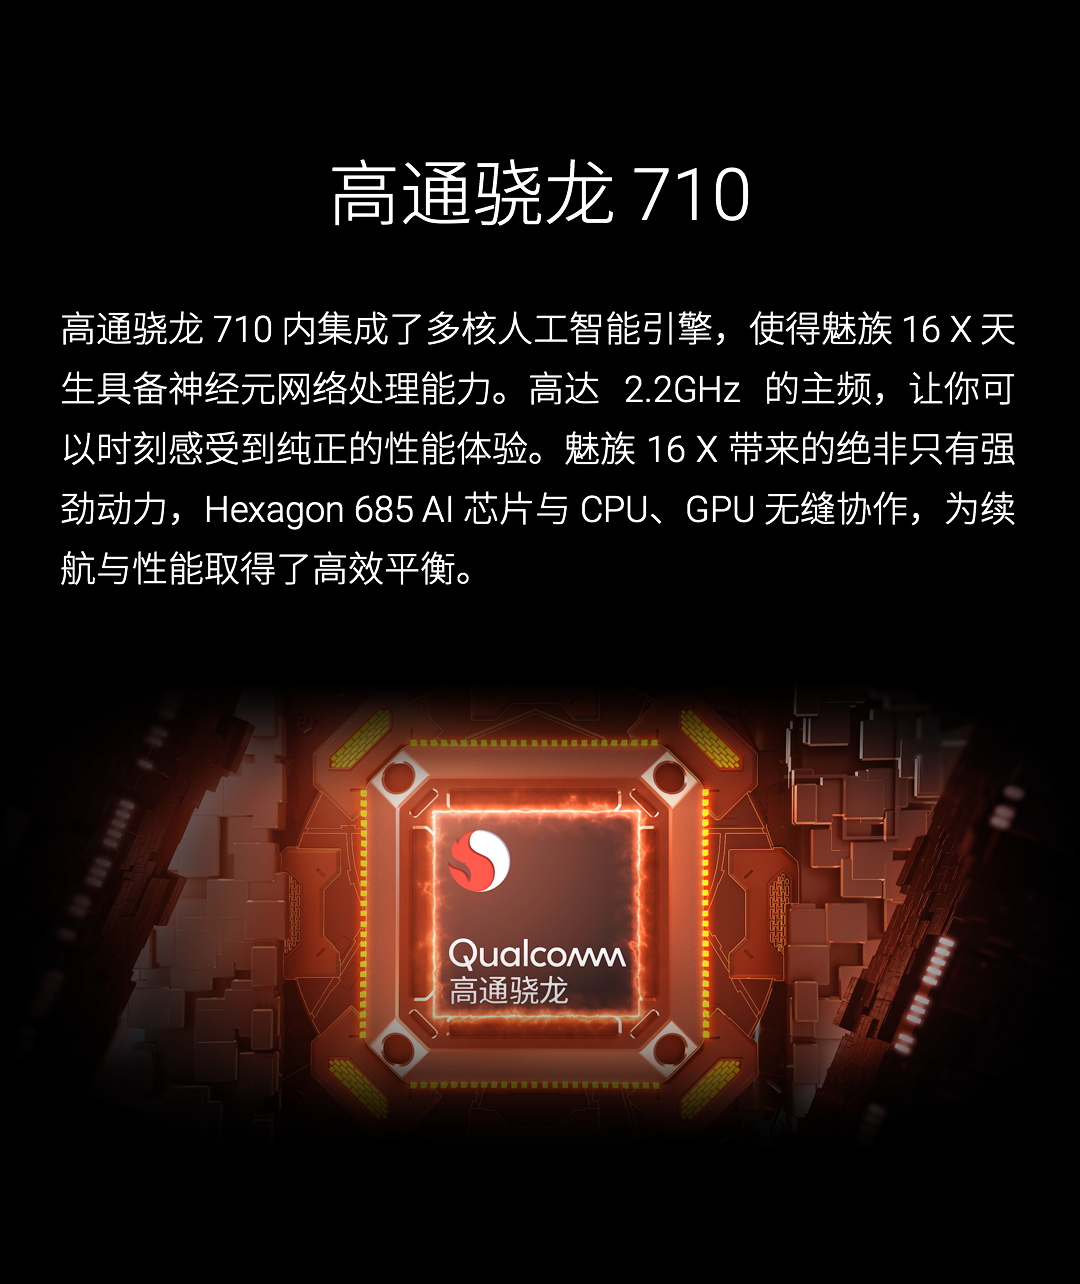 高通骁龙 710
高通骁龙 710 内集成了多核人工智能引擎，使得魅族 16 X 天
生具备神经元网络处理能力。高达 2.2GHz 的主频，让你可
以时刻感受到纯正的性能体验。魅族 16 X 带来的绝非只有强
劲动力，Hexagon 685 AI 芯片与 CPU、GPU 无缝协作，为续
航与性能取得了高效平衡。
Qualcomm
高通骁龙